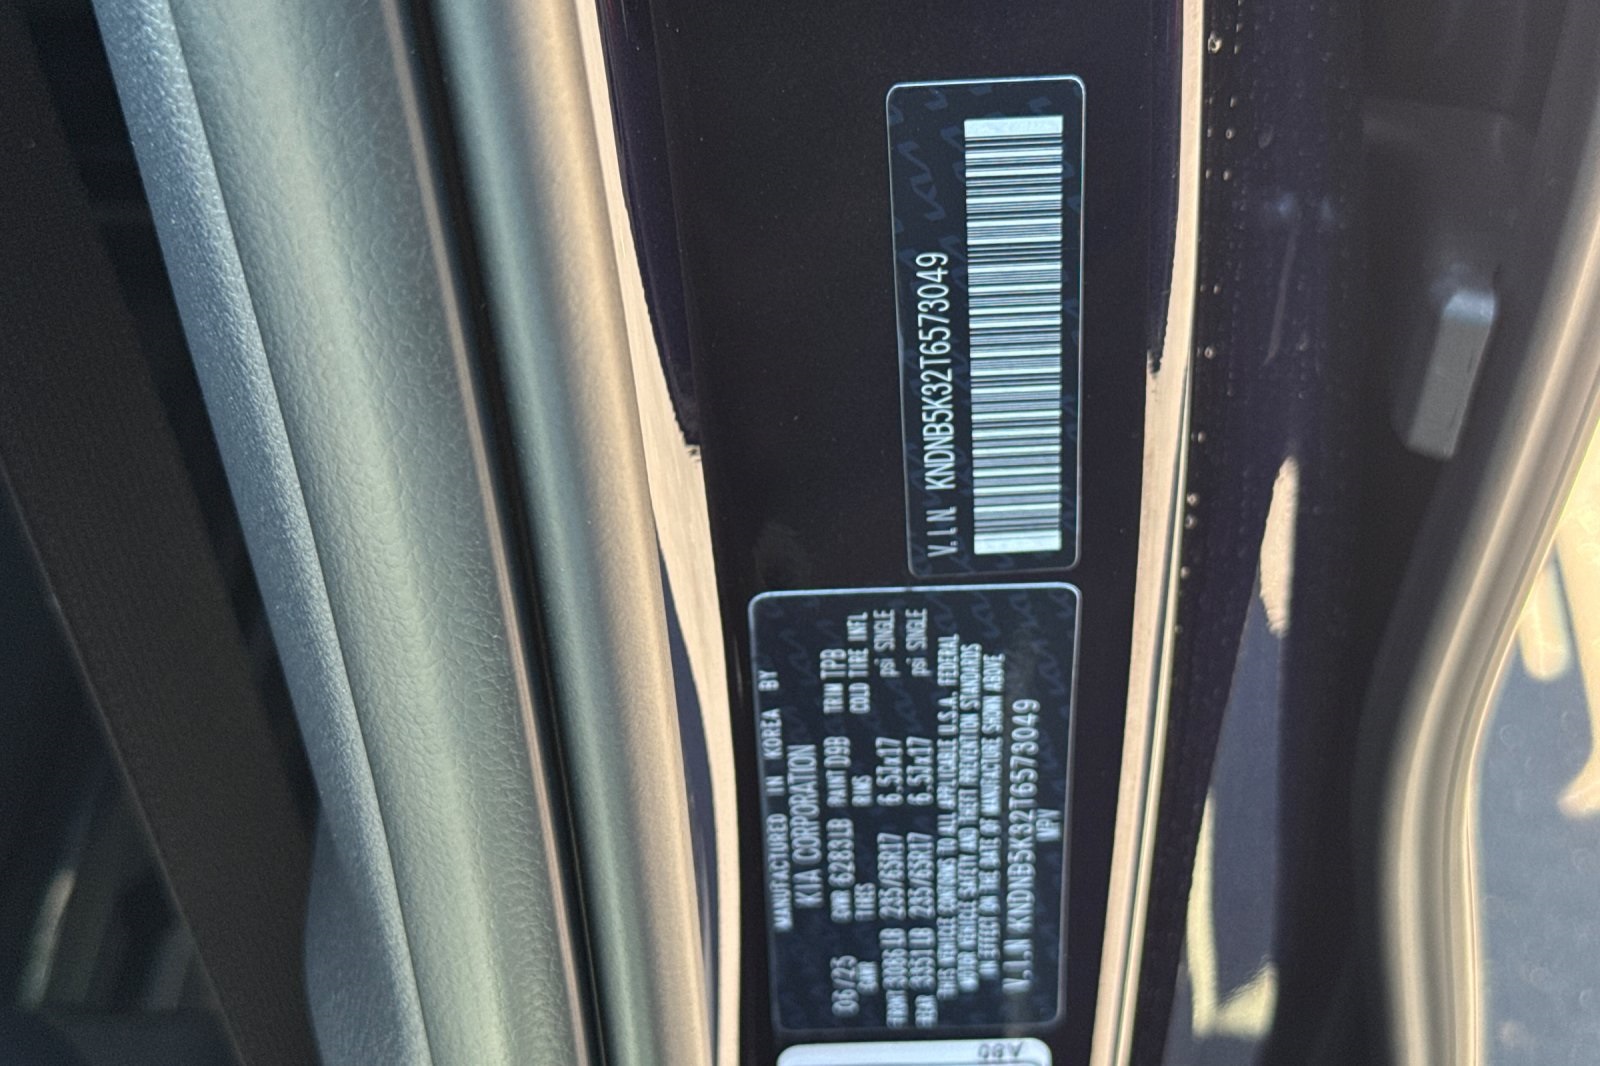 V.I.N. KNDNB5K32T6573049
MANUFACTURED IN KOREA BY
KIA CORPORATION
06/25 GVWR 6283LB PAINT D9B TRIM TPB
GAWR TIRES RIMS COLD TIRE INFL
FRONT 3086LB 235/65R17 6.5Jx17 psi SINGLE
REAR 3351LB 235/65R17 6.5Jx17 psi SINGLE
THIS VEHICLE CONFORMS TO ALL APPLICABLE U.S.A. FEDERAL
MOTOR VEHICLE SAFETY AND THEFT PREVENTION STANDARDS
IN EFFECT ON THE DATE OF MANUFACTURE SHOWN ABOVE
V.I.N KNDNB5K32T6573049
MPV
A80